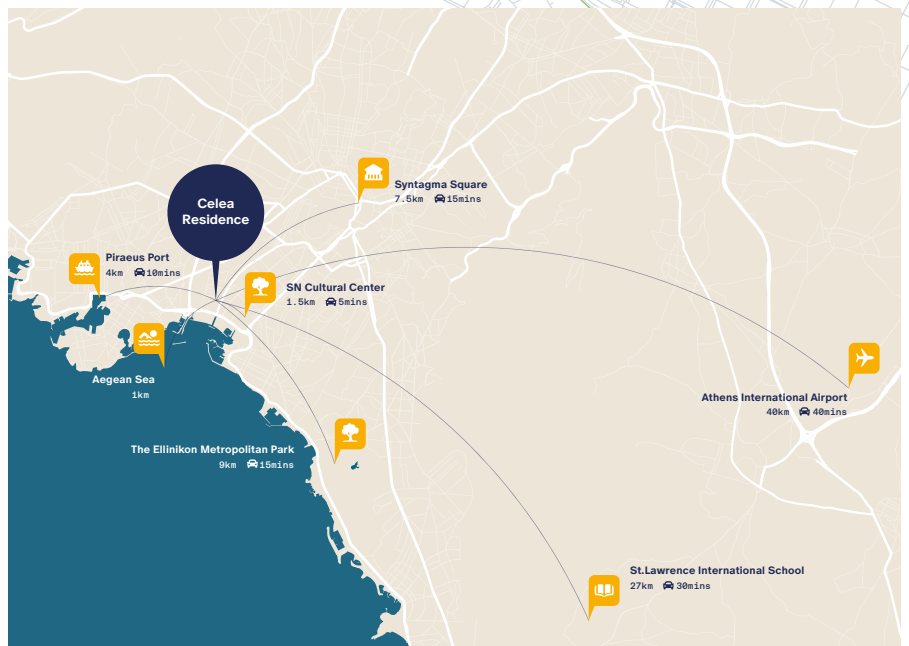 Syntagma Square
7.5km 15mins
Celea
Residence
Piraeus Port
4km 10mins
SN Cultural Center
1.5km 5mins
Aegean Sea
1km
Athens International Airport
40km 40mins
The Ellinikon Metropolitan Park
9km 15mins
St.Lawrence International School
27km 30mins